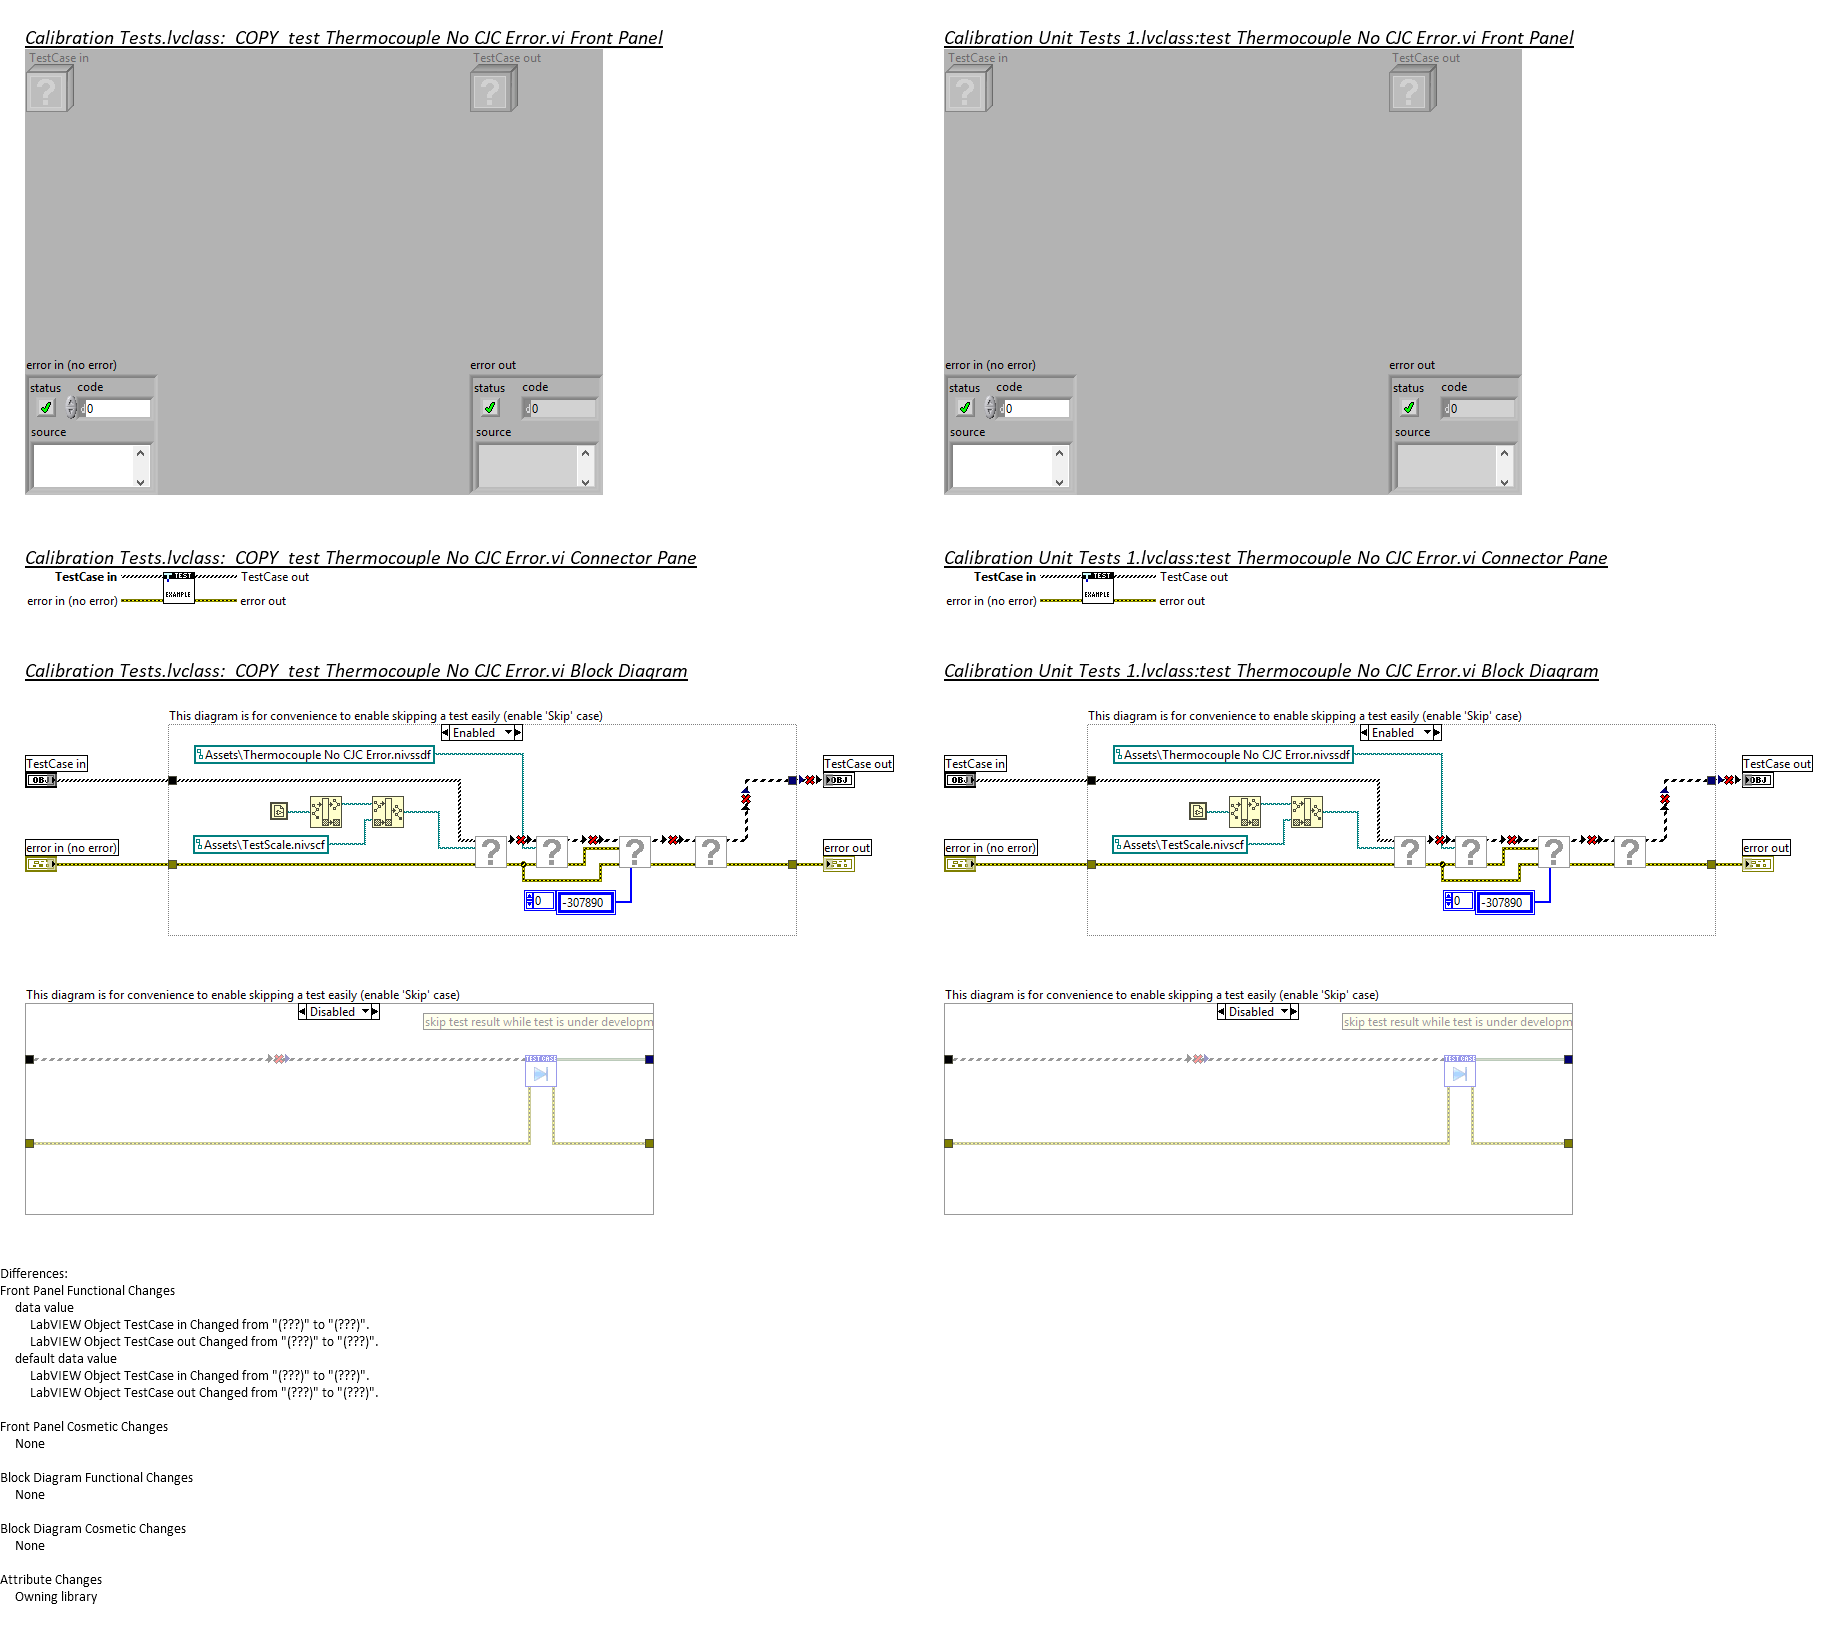 Calibration Tests.lvclass:_COPY_test Thermocouple No CJC Error.vi Front Panel
TestCase in
TestCase out
?
?
error in (no error)
error out
status code
status code
d 0
d 0
source
source
Calibration Unit Tests 1.lvclass:test Thermocouple No CJC Error.vi Front Panel
TestCase in
TestCase out
?
?
error in (no error)
error out
status code
status code
d 0
d 0
source
source
Calibration Tests.lvclass:_COPY_test Thermocouple No CJC Error.vi Connector Pane
TestCase in
TEST
TestCase out
error in (no error)
EXAMPLE
error out
Calibration Unit Tests 1.lvclass:test Thermocouple No CJC Error.vi Connector Pane
TestCase in
TEST
TestCase out
error in (no error)
EXAMPLE
error out
Calibration Tests.lvclass:_COPY_test Thermocouple No CJC Error.vi Block Diagram
This diagram is for convenience to enable skipping a test easily (enable 'Skip' case)
Enabled
Assets\Thermocouple No CJC Error.nivssdf
TestCase in
OBJ
TestCase out
OBJ
Assets\TestScale.nivscf
error in (no error)
? ? ? ?
error out
0
-307890
This diagram is for convenience to enable skipping a test easily (enable 'Skip' case)
Disabled
skip test result while test is under developm
TESTCASE
Calibration Unit Tests 1.lvclass:test Thermocouple No CJC Error.vi Block Diagram
This diagram is for convenience to enable skipping a test easily (enable 'Skip' case)
Enabled
Assets\Thermocouple No CJC Error.nivssdf
TestCase in
OBJ
TestCase out
OBJ
Assets\TestScale.nivscf
error in (no error)
? ? ? ?
error out
0
-307890
This diagram is for convenience to enable skipping a test easily (enable 'Skip' case)
Disabled
skip test result while test is under developm
TESTCASE
Differences:
Front Panel Functional Changes
data value
LabVIEW Object TestCase in Changed from "(???)" to "(???)".
LabVIEW Object TestCase out Changed from "(???)" to "(???)".
default data value
LabVIEW Object TestCase in Changed from "(???)" to "(???)".
LabVIEW Object TestCase out Changed from "(???)" to "(???)".
Front Panel Cosmetic Changes
None
Block Diagram Functional Changes
None
Block Diagram Cosmetic Changes
None
Attribute Changes
Owning library